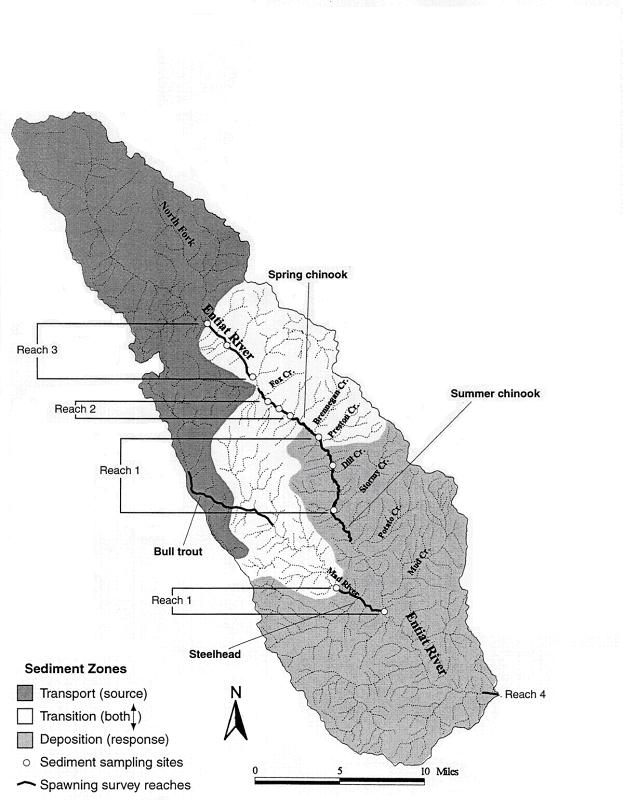 North Fork
Spring chinook
Entiat River
Reach 3
Fox Cr.
Reach 2
Brennegan Cr.
Preston Cr.
Summer chinook
Reach 1
Dill Cr.
Stormy Cr.
Potato Cr.
Bull trout
Mud Cr.
Mad River
Reach 1
Entiat River
Steelhead
Sediment Zones
Transport (source)
Transition (both )
Deposition (response)
Sediment sampling sites
Spawning survey reaches
N
Reach 4
0 5 10 Miles